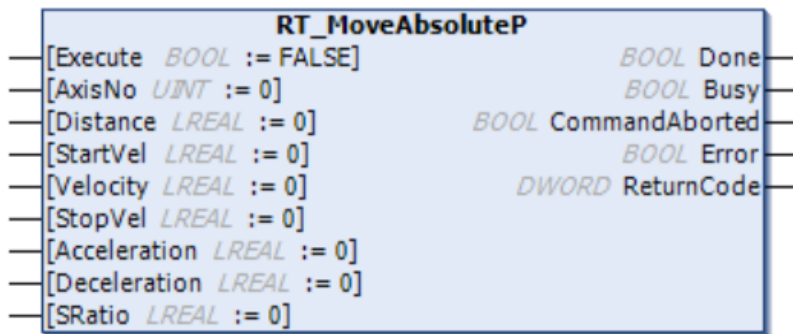 RT_MoveAbsoluteP
[Execute BOOL := FALSE] BOOL Done
[AxisNo UINT := 0] BOOL Busy
[Distance LREAL := 0] BOOL CommandAborted
[StartVel LREAL := 0] BOOL Error
[Velocity LREAL := 0] DWORD ReturnCode
[StopVel LREAL := 0]
[Acceleration LREAL := 0]
[Deceleration LREAL := 0]
[SRatio LREAL := 0]